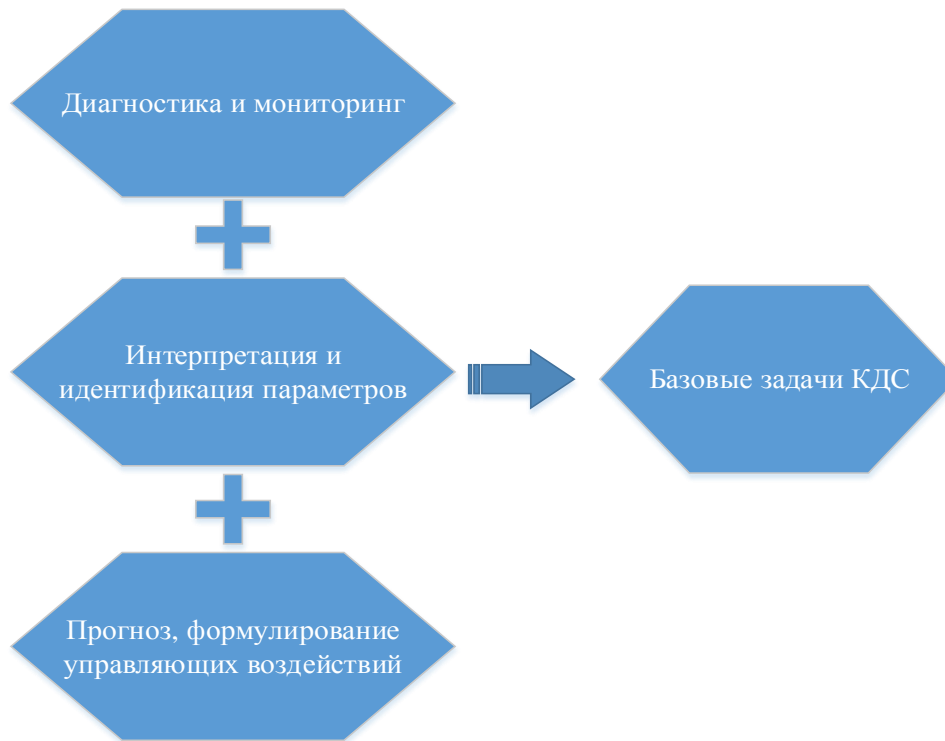 Диагностика и мониторинг
Интерпретация и
идентификация параметров
Базовые задачи КДС
Прогноз, формулирование
управляющих воздействий